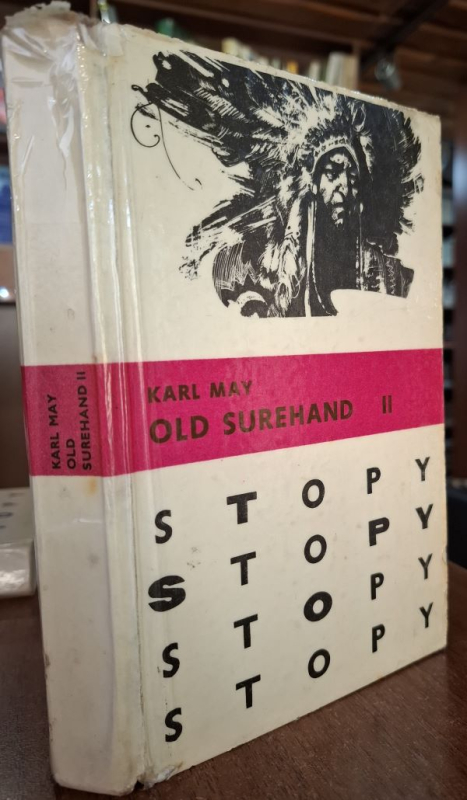 KARL MAY
OLD
SUREHAND II
KARL MAY
OLD SUREHAND II
S T O P Y
S T O P Y
S T O P Y
S T O P Y